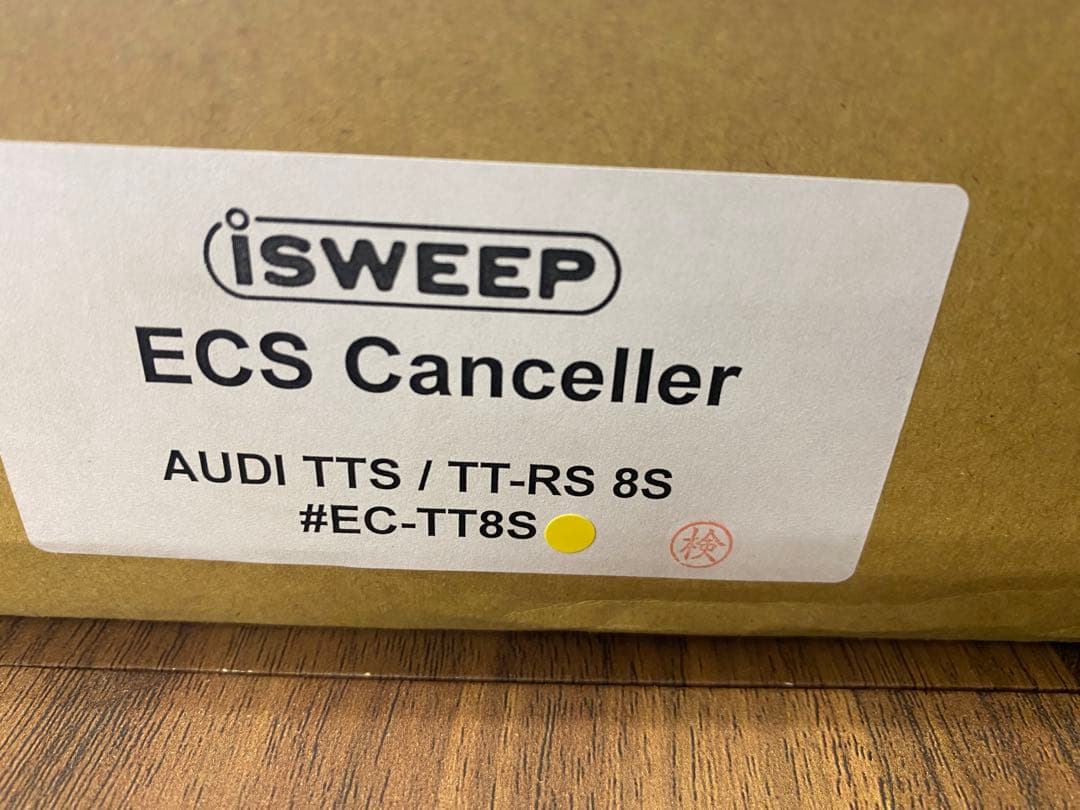 iSWEEP
ECS Canceller
AUDI TTS / TT-RS 8S
#EC-TT8S
検